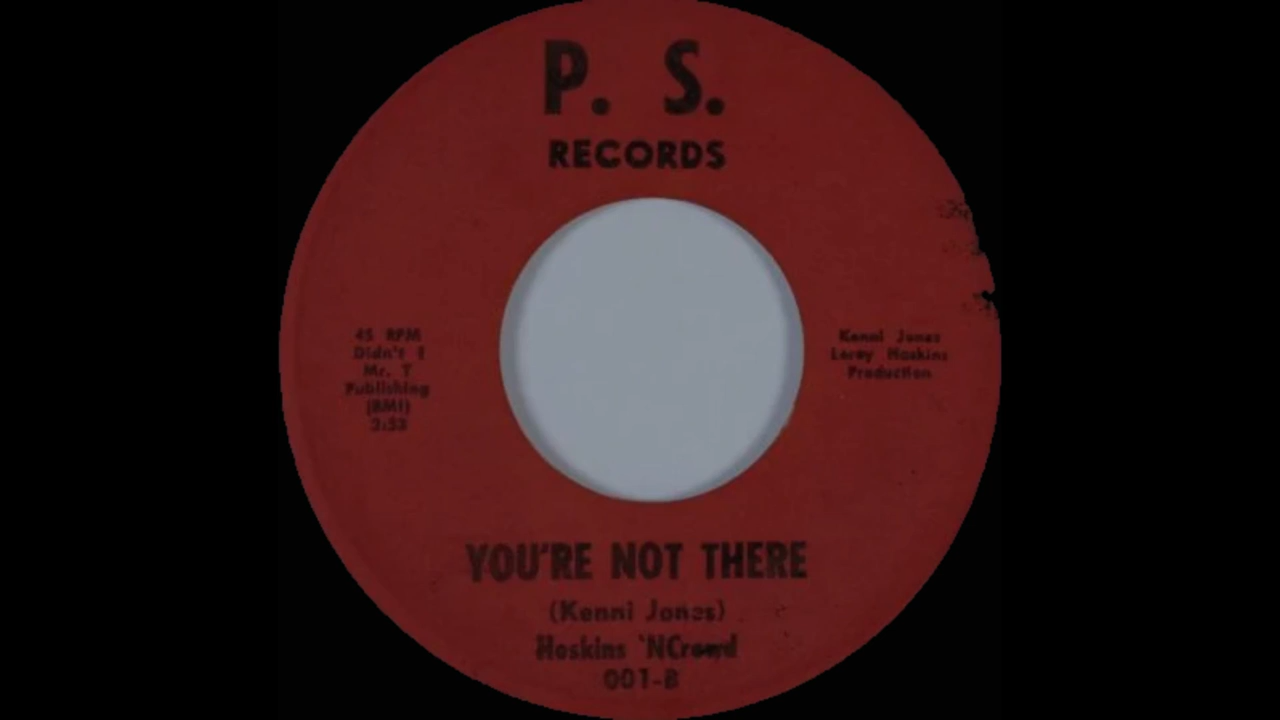 P. S.
RECORDS
45 RPM
Didn't I
Mr. T
Publishing
(BMI)
2:53
Kenni Jones
Leroy Hoskins
Production
YOU'RE NOT THERE
(Kenni Jones)
Hoskins 'NCrowd
001-B